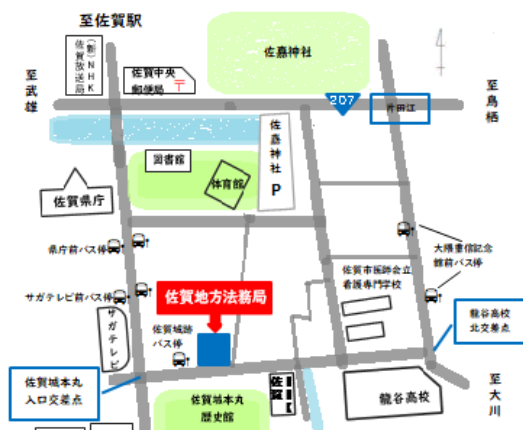 至佐賀駅
(新)NHK
佐賀放送局
佐賀中央
郵便局
〒
佐嘉神社
至武雄
207
片田江
至鳥栖
佐嘉神社
P
図書館
体育館
佐賀県庁
県庁前バス停
大隈重信記念
館前バス停
佐賀市医師会立
看護専門学校
サガテレビ前バス停
佐賀地方法務局
サガテレビ
佐賀城跡
バス停
龍谷高校
北交差点
佐賀城本丸
入口交差点
佐賀城本丸
歴史館
佐賀
龍谷高校
至大川